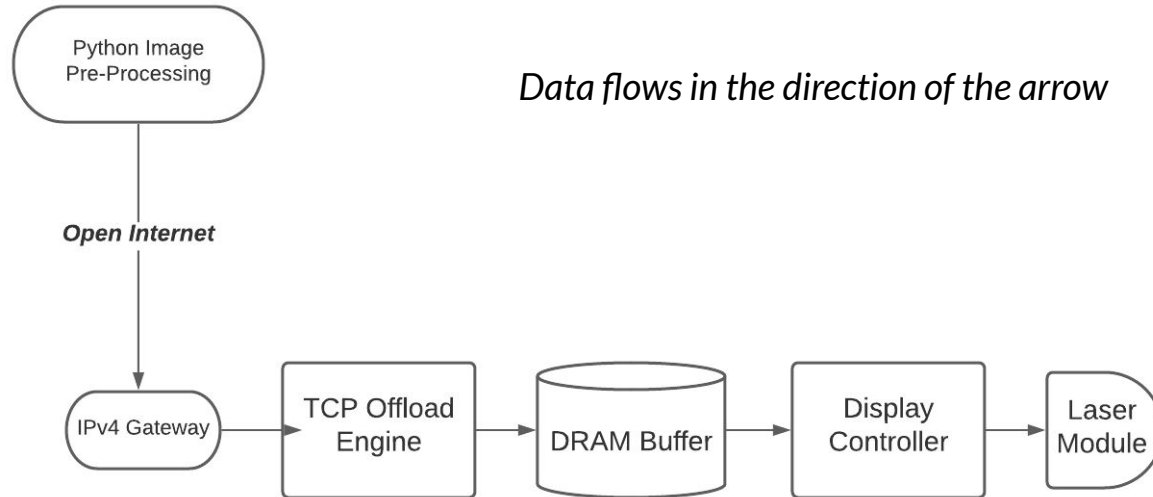 Python Image
Pre-Processing
Data flows in the direction of the arrow
Open Internet
IPv4 Gateway
TCP Offload
Engine
DRAM Buffer
Display
Controller
Laser
Module